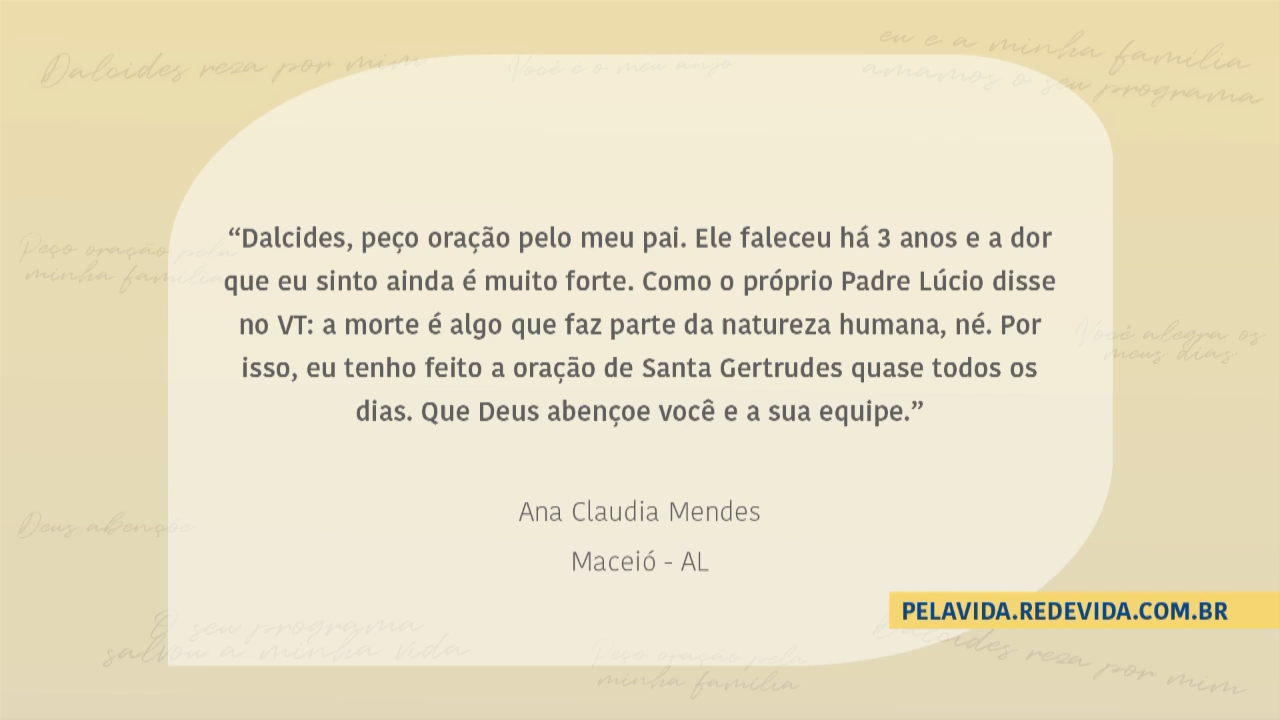 Dalcides reza por mim
Você é o meu anjo
eu e a minha familia
amamos o seu programa
“Dalcides, peço oração pelo meu pai. Ele faleceu há 3 anos e a dor
que eu sinto ainda é muito forte. Como o próprio Padre Lúcio disse
no VT: a morte é algo que faz parte da natureza humana, né. Por
isso, eu tenho feito a oração de Santa Gertrudes quase todos os
dias. Que Deus abençoe você e a sua equipe.”
Peço oração pela
minha família
Você alegra os
meus dias
Ana Claudia Mendes
Maceió - AL
Deus abençoe
PELAVIDA.REDEVIDA.COM.BR
O seu programa
salvou a minha vida
Peço oração pela
minha família
Dalcides reza por mim